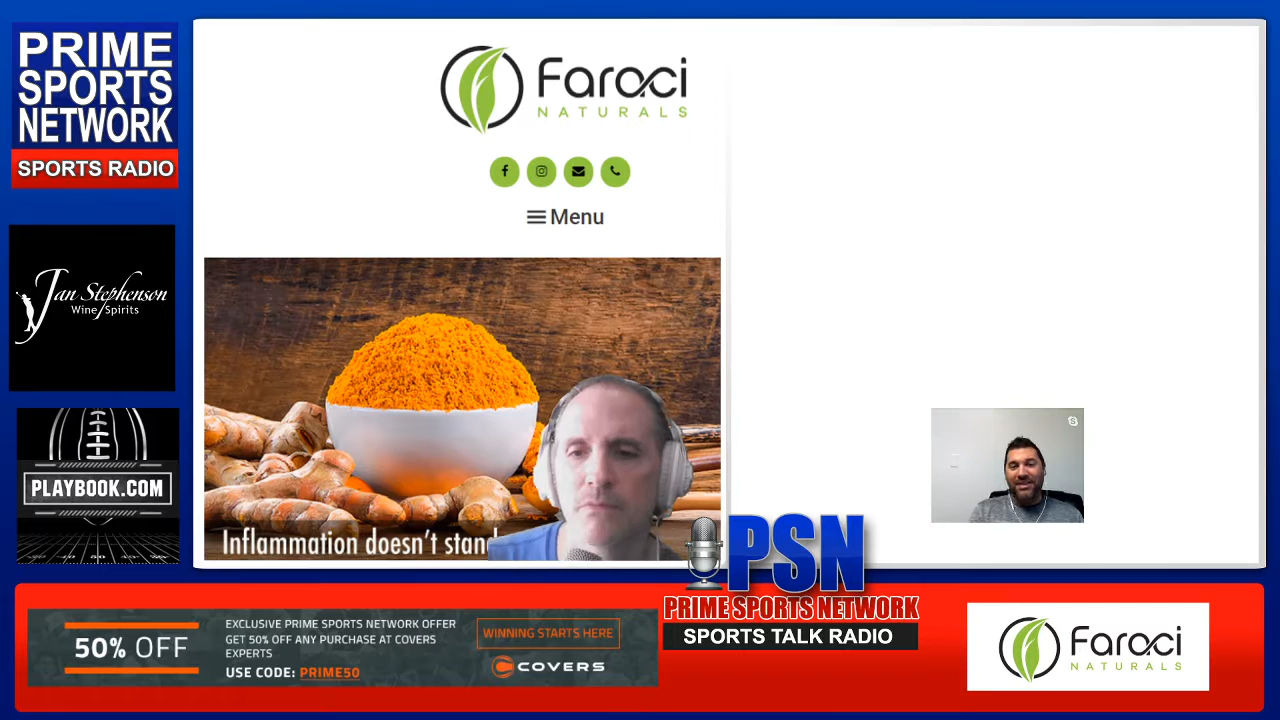 PRIME
SPORTS
NETWORK
SPORTS RADIO
Jan Stephenson
Wine Spirits
PLAYBOOK.COM
50
Faraci
NATURALS
Menu
Inflammation doesn't stand
PSN
PRIME SPORTS NETWORK
SPORTS TALK RADIO
50% OFF
EXCLUSIVE PRIME SPORTS NETWORK OFFER
GET 50% OFF ANY PURCHASE AT COVERS
EXPERTS
USE CODE: PRIME50
WINNING STARTS HERE
COVERS
Faraci
NATURALS